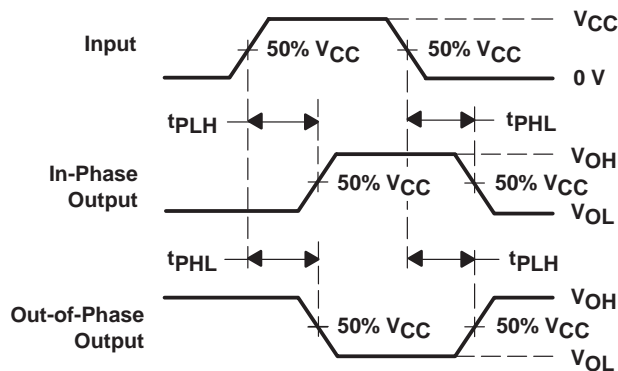 VCC
Input
50% VCC
50% VCC
0 V
tPLH
tPHL
VOH
In-Phase
Output
50% VCC
50% VCC
VOL
tPHL
tPLH
VOH
Out-of-Phase
Output
50% VCC
50% VCC
VOL